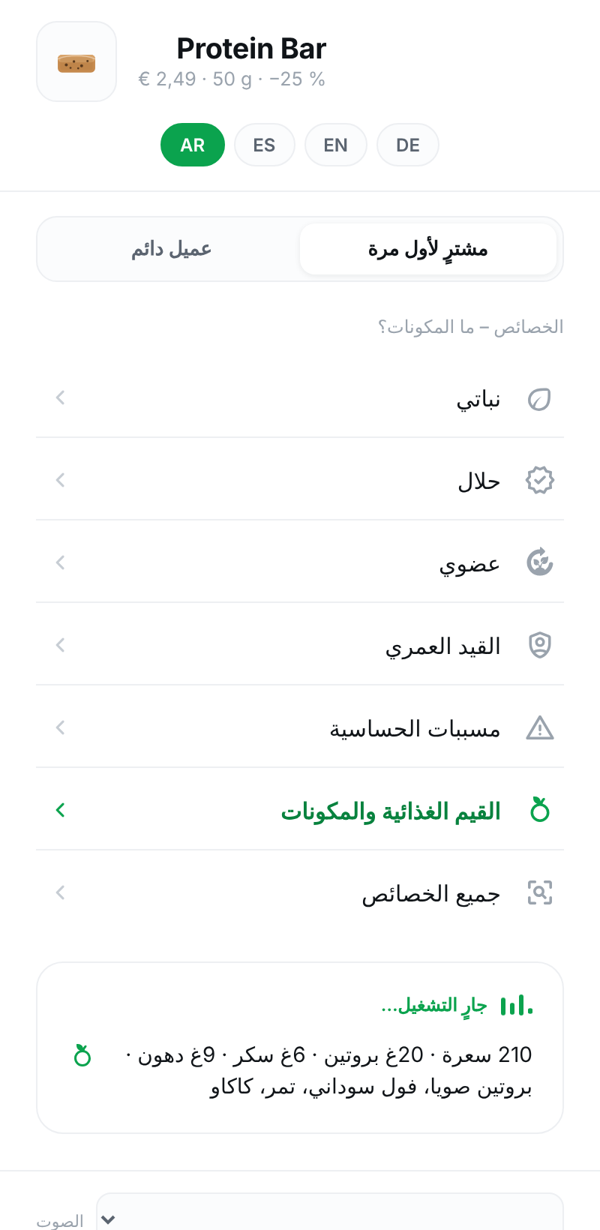 Protein Bar
€ 2,49 · 50 g · −25 %
AR ES EN DE
مشترٍ لأول مرة
عميل دائم
الخصائص – ما المكونات؟
نباتي
حلال
عضوي
القيد العمري
مسببات الحساسية
القيم الغذائية والمكونات
جميع الخصائص
جارٍ التشغيل...
210 سعرة · 20غ بروتين · 6غ سكر · 9غ دهون ·
بروتين صويا، فول سوداني، تمر، كاكاو
الصوت